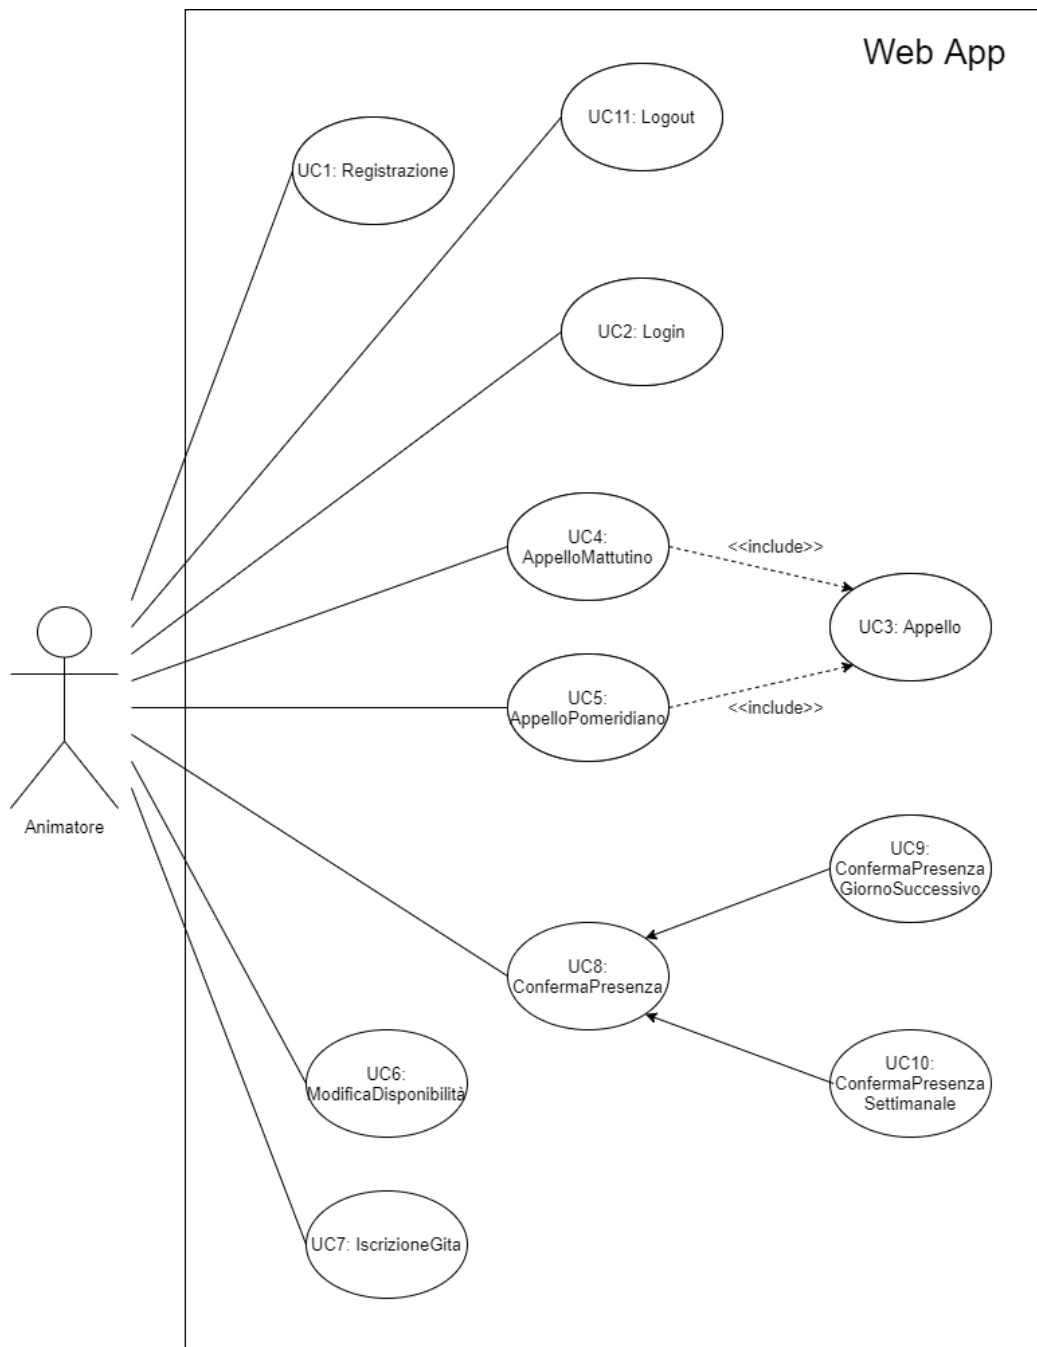 Web App
UC11: Logout
UC1: Registrazione
UC2: Login
UC4:
AppelloMattutino
<<include>>
UC3: Appello
UC5:
AppelloPomeridiano
<<include>>
Animatore
UC9:
ConfermaPresenza
GiornoSuccessivo
UC8:
ConfermaPresenza
UC10:
ConfermaPresenza
Settimanale
UC6:
ModificaDisponibilità
UC7: IscrizioneGita